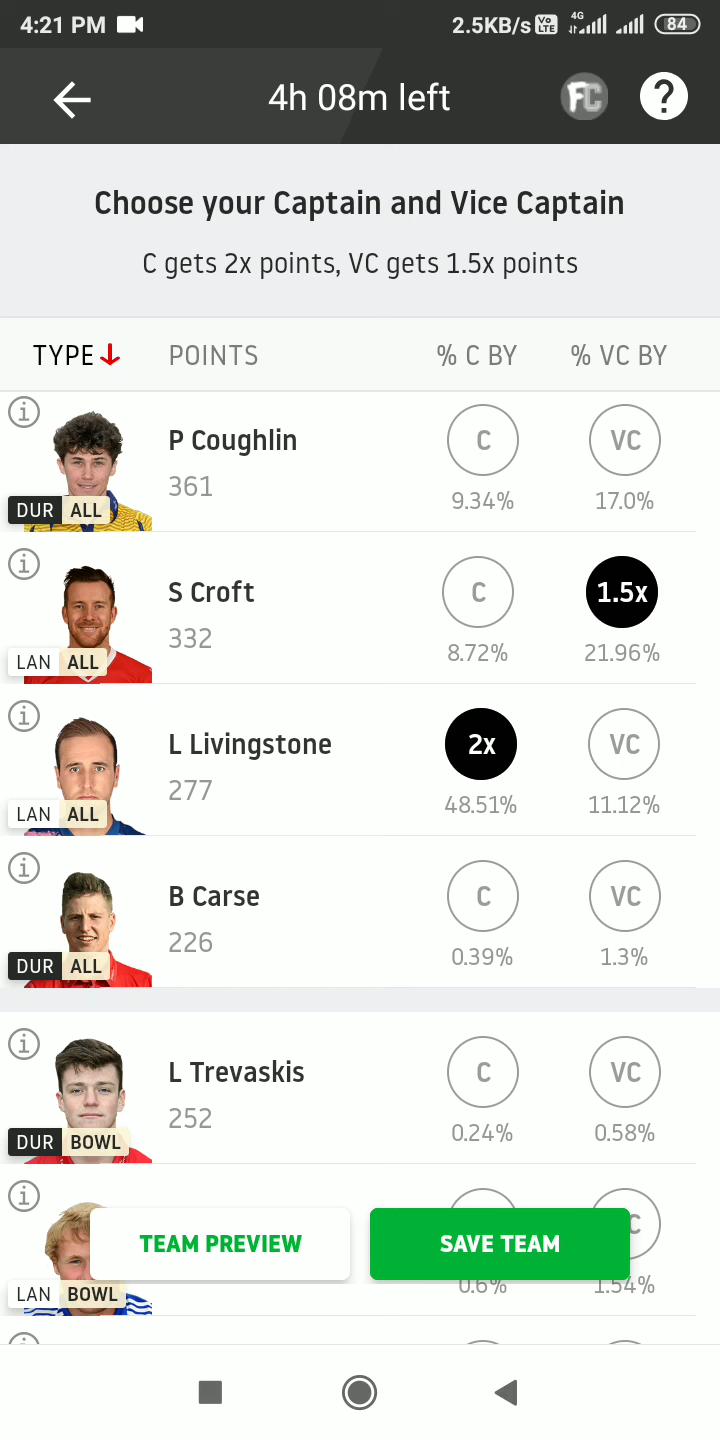 4:21 PM 2.5KB/s Vo LTE 4G 84
4h 08m left FC ?
Choose your Captain and Vice Captain
C gets 2x points, VC gets 1.5x points
TYPE POINTS % C BY % VC BY
P Coughlin C VC
361 9.34% 17.0%
DUR ALL
S Croft C 1.5x
332 8.72% 21.96%
LAN ALL
L Livingstone 2x VC
277 48.51% 11.12%
LAN ALL
B Carse C VC
226 0.39% 1.3%
DUR ALL
L Trevaskis C VC
252 0.24% 0.58%
DUR BOWL
TEAM PREVIEW SAVE TEAM
0.6% 1.54%
LAN BOWL